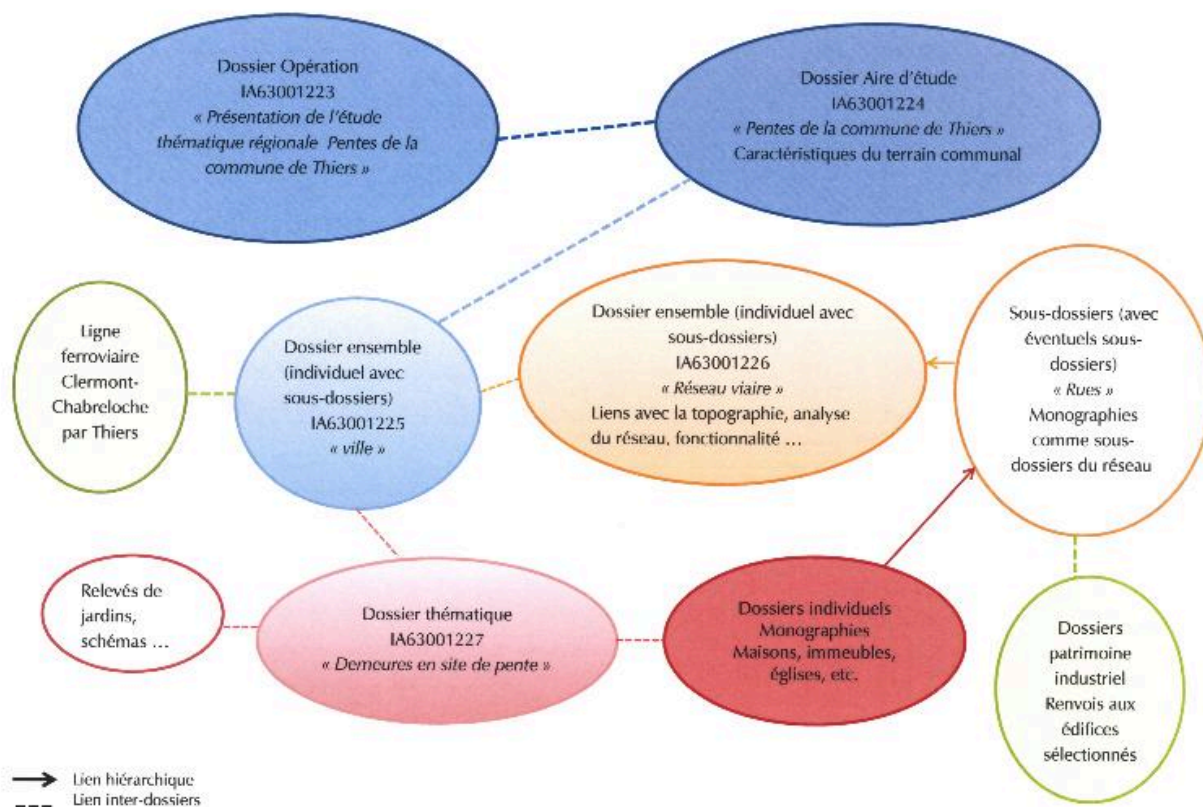 Dossier Opération
IA63001223
« Présentation de l'étude
thématique régionale Pentes de la
commune de Thiers »
Dossier Aire d'étude
IA63001224
« Pentes de la commune de Thiers »
Caractéristiques du terrain communal
Ligne
ferroviaire
Clermont-
Chabreloche
par Thiers
Dossier ensemble
(individuel avec
sous-dossiers)
IA63001225
« ville »
Dossier ensemble (individuel avec
sous-dossiers)
IA63001226
« Réseau viaire »
Liens avec la topographie, analyse
du réseau, fonctionnalité ...
Sous-dossiers (avec
éventuels sous-
dossiers)
« Rues »
Monographies
comme sous-
dossiers du réseau
Relevés de
jardins,
schémas ...
Dossier thématique
IA63001227
« Demeures en site de pente »
Dossiers individuels
Monographies
Maisons, immeubles,
églises, etc.
Dossiers
patrimoine
industriel
Renvois aux
édifices
sélectionnés
Lien hiérarchique
Lien inter-dossiers